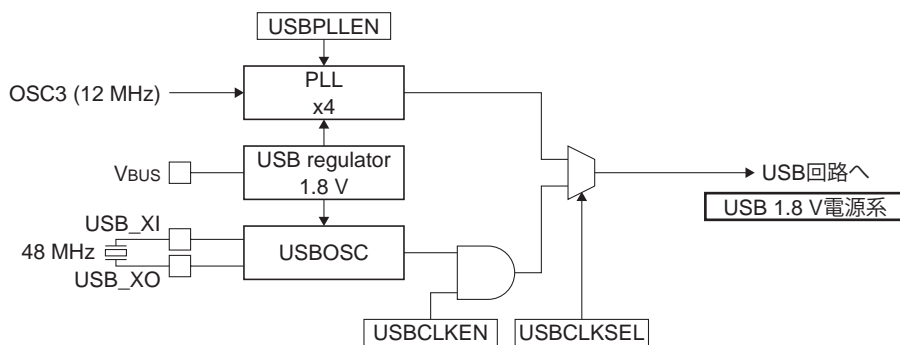 USBPLLEN
PLL
x4
OSC3 (12 MHz)
USB regulator
1.8 V
VBUS
USB回路へ
USB 1.8 V電源系
USB_XI
48 MHz
USB_XO
USBOSC
USBCLKEN
USBCLKSEL